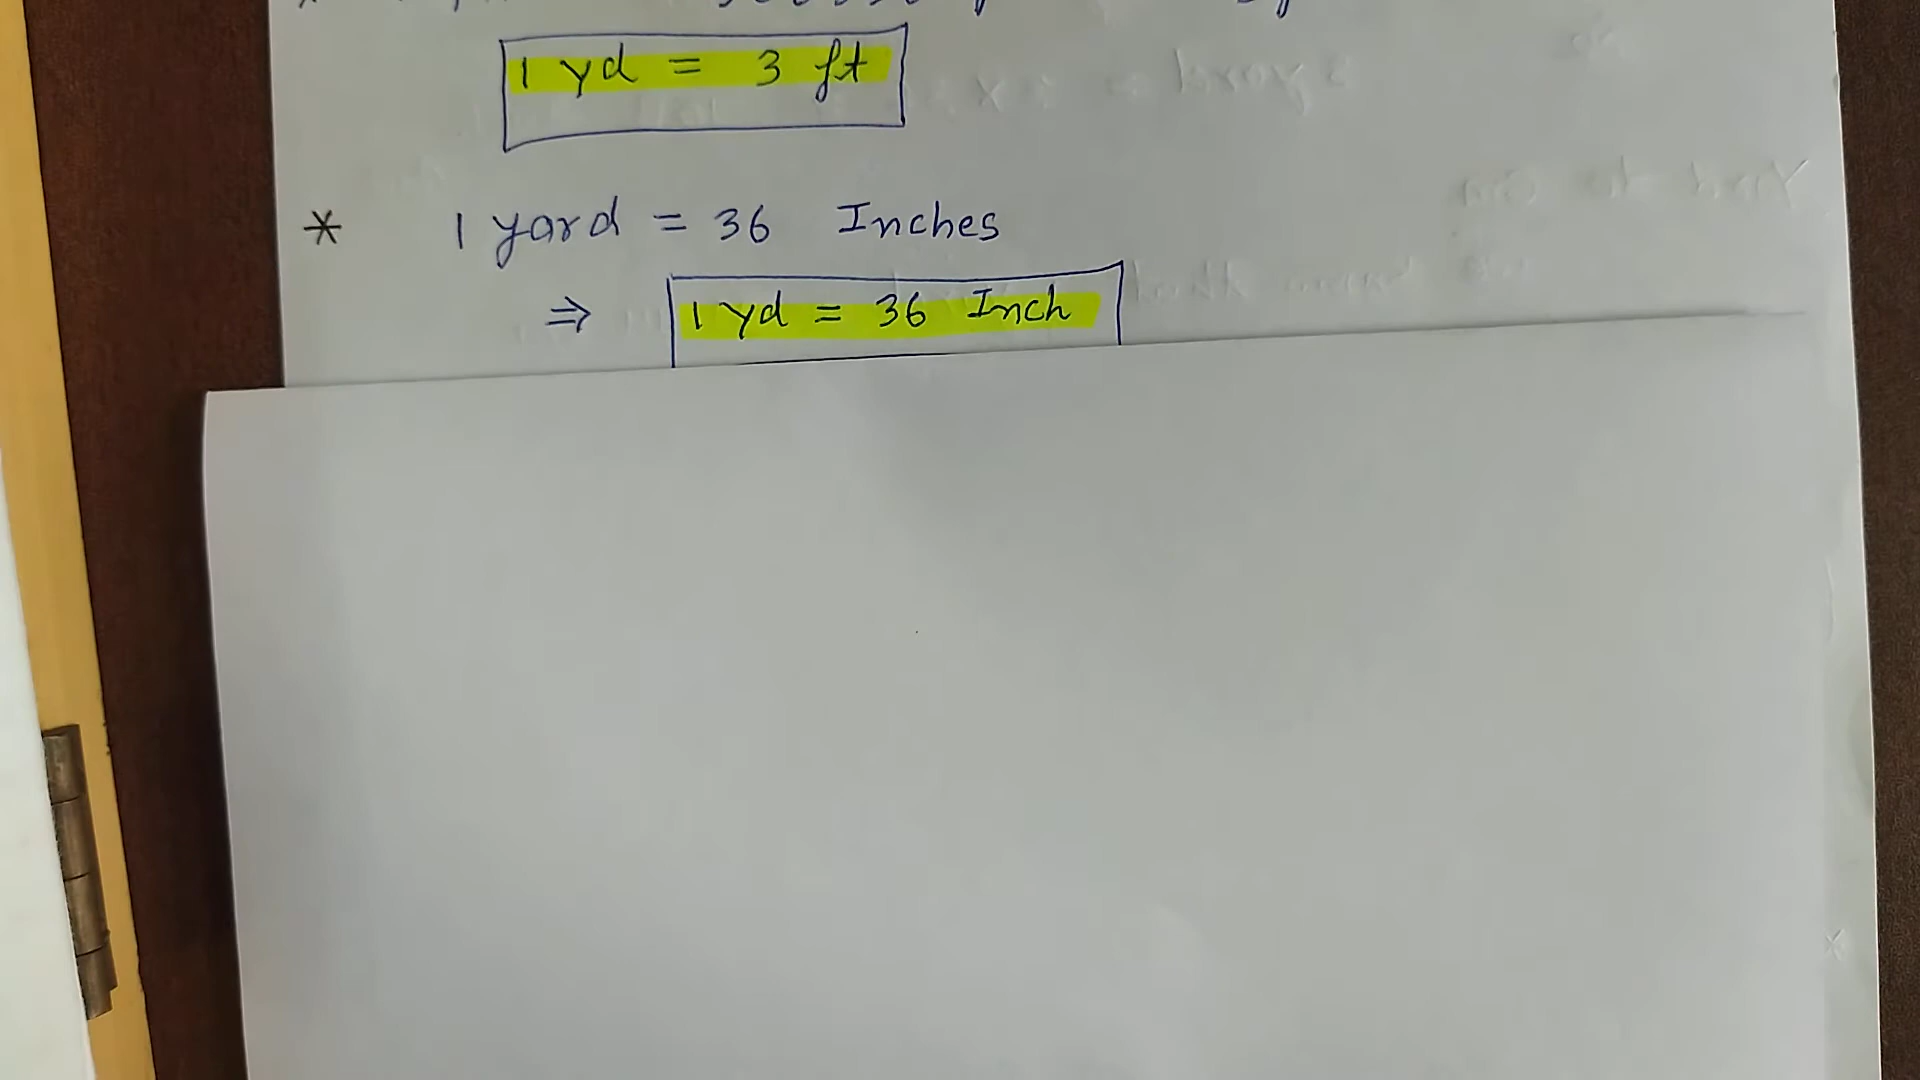 1 yd = 3 ft
* 1 yard = 36 Inches
⇒ 1 yd = 36 Inch